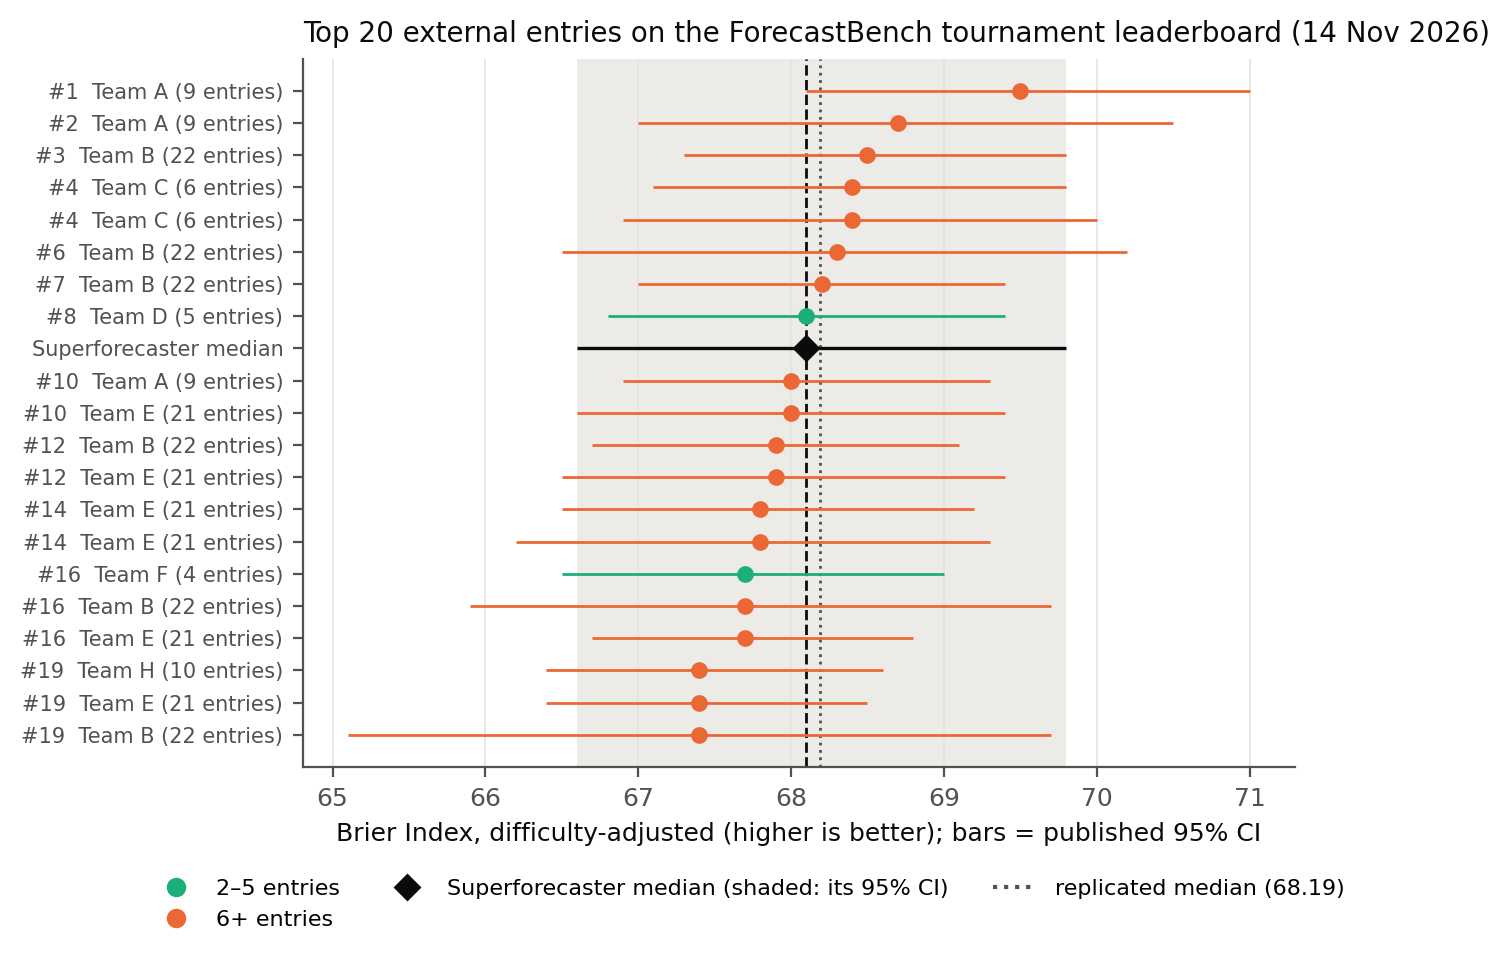 Top 20 external entries on the ForecastBench tournament leaderboard (14 Nov 2026)
#1  Team A (9 entries)
#2  Team A (9 entries)
#3  Team B (22 entries)
#4  Team C (6 entries)
#4  Team C (6 entries)
#6  Team B (22 entries)
#7  Team B (22 entries)
#8  Team D (5 entries)
Superforecaster median
#10  Team A (9 entries)
#10  Team E (21 entries)
#12  Team B (22 entries)
#12  Team E (21 entries)
#14  Team E (21 entries)
#14  Team E (21 entries)
#16  Team F (4 entries)
#16  Team B (22 entries)
#16  Team E (21 entries)
#19  Team H (10 entries)
#19  Team E (21 entries)
#19  Team B (22 entries)
65 66 67 68 69 70 71
Brier Index, difficulty-adjusted (higher is better); bars = published 95% CI
2–5 entries
6+ entries
Superforecaster median (shaded: its 95% CI)
replicated median (68.19)